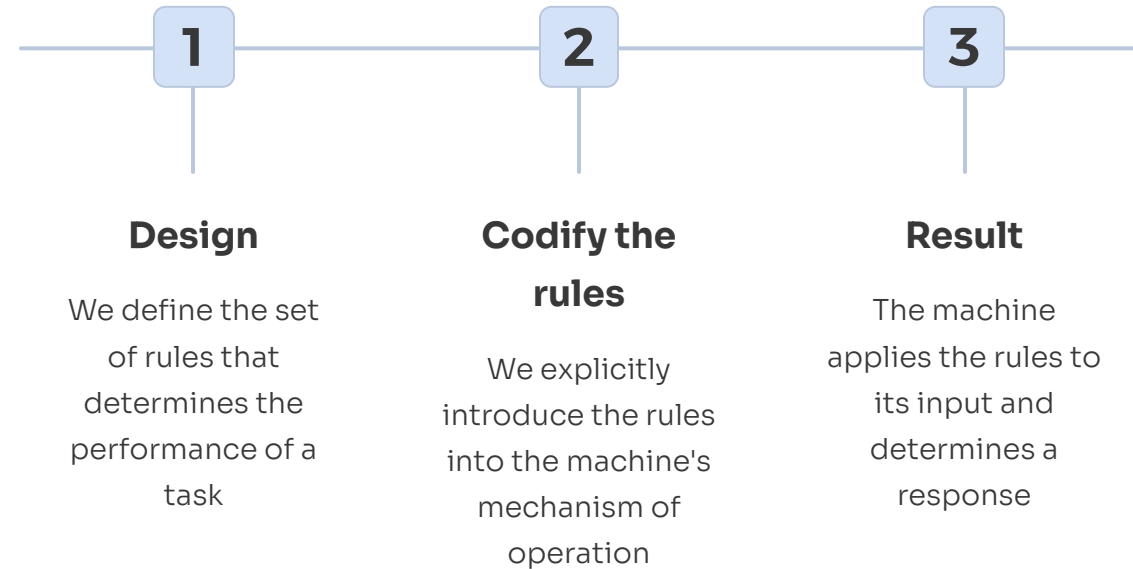 1
2
3
Design
We define the set
of rules that
determines the
performance of a
task
Codify the
rules
We explicitly
introduce the rules
into the machine's
mechanism of
operation
Result
The machine
applies the rules to
its input and
determines a
response